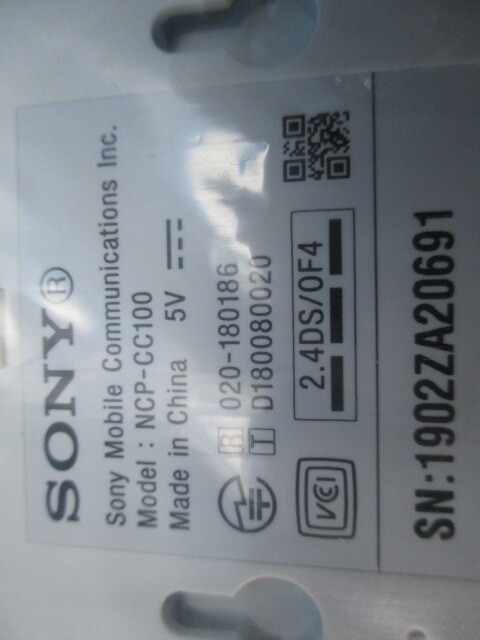 SONY®
Sony Mobile Communications Inc.
Model : NCP-CC100
Made in China 5V
R 020-180186
T D180080020
VCCI
2.4DS/OF4
SN:1902ZA20691